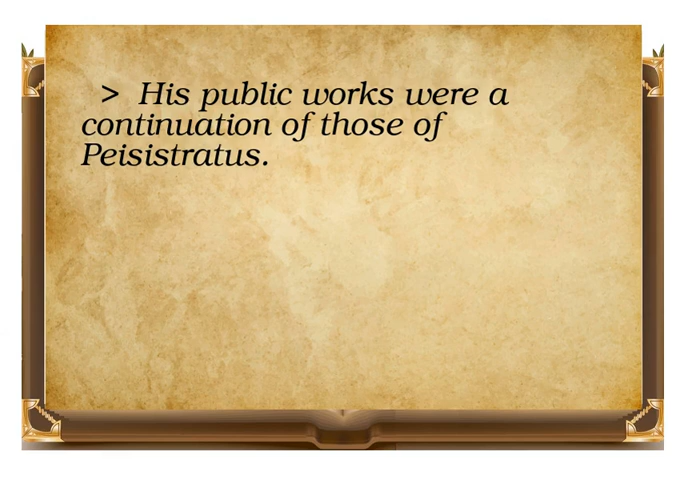 > His public works were a
continuation of those of
Peisistratus.